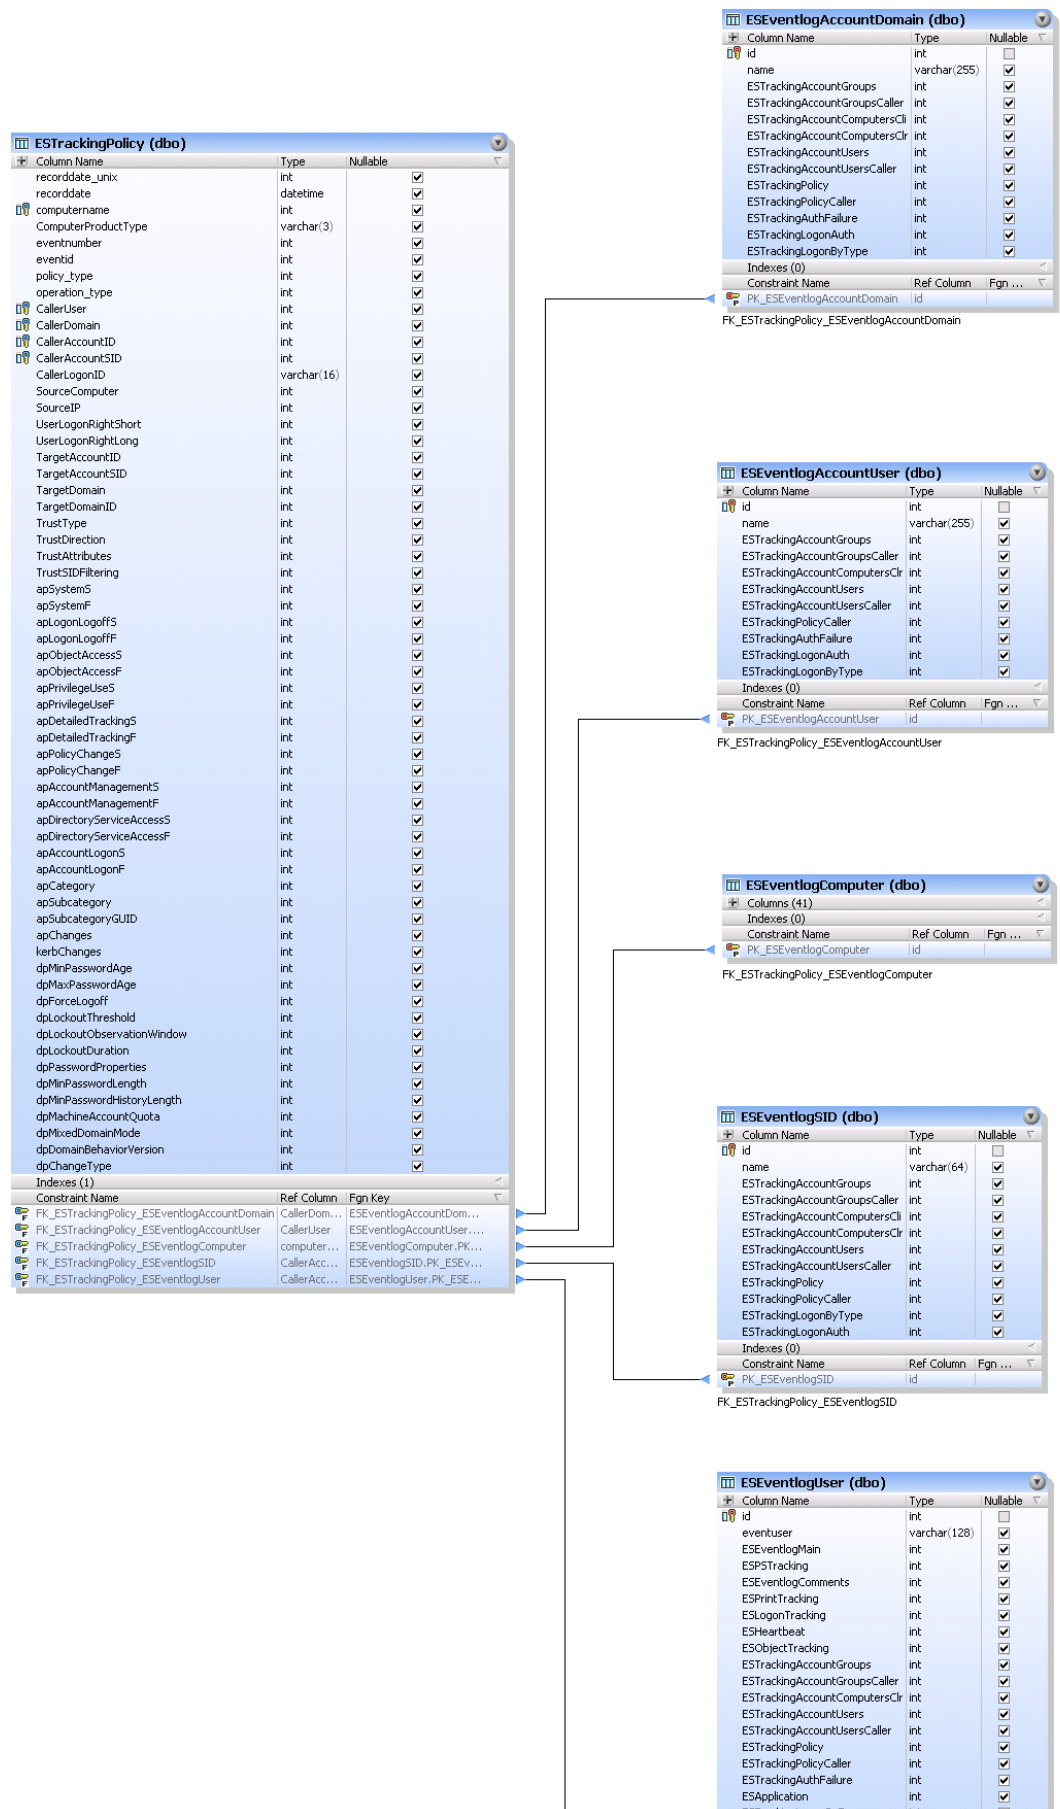 ESTrackingPolicy (dbo)
Column Name Type Nullable
recorddate_unix int
recorddate datetime
computername int
ComputerProductType varchar(3)
eventnumber int
eventid int
policy_type int
operation_type int
CallerUser int
CallerDomain int
CallerAccountID int
CallerAccountSID int
CallerLogonID varchar(16)
SourceComputer int
SourceIP int
UserLogonRightShort int
UserLogonRightLong int
TargetAccountID int
TargetAccountSID int
TargetDomain int
TargetDomainID int
TrustType int
TrustDirection int
TrustAttributes int
TrustSIDFiltering int
apSystemS int
apSystemF int
apLogonLogoffS int
apLogonLogoffF int
apObjectAccessS int
apObjectAccessF int
apPrivilegeUseS int
apPrivilegeUseF int
apDetailedTrackingS int
apDetailedTrackingF int
apPolicyChangeS int
apPolicyChangeF int
apAccountManagementS int
apAccountManagementF int
apDirectoryServiceAccessS int
apDirectoryServiceAccessF int
apAccountLogonS int
apAccountLogonF int
apCategory int
apSubcategory int
apSubcategoryGUID int
apChanges int
kerbChanges int
dpMinPasswordAge int
dpMaxPasswordAge int
dpForceLogoff int
dpLockoutThreshold int
dpLockoutObservationWindow int
dpLockoutDuration int
dpPasswordProperties int
dpMinPasswordLength int
dpMinPasswordHistoryLength int
dpMachineAccountQuota int
dpMixedDomainMode int
dpDomainBehaviorVersion int
dpChangeType int
Indexes (1)
Constraint Name Ref Column Fgn Key
FK_ESTrackingPolicy_ESEventlogAccountDomain CallerDom... ESEventlogAccountDom...
FK_ESTrackingPolicy_ESEventlogAccountUser CallerUser ESEventlogAccountUser....
FK_ESTrackingPolicy_ESEventlogComputer computer... ESEventlogComputer.PK...
FK_ESTrackingPolicy_ESEventlogSID CallerAcc... ESEventlogSID.PK_ESEv...
FK_ESTrackingPolicy_ESEventlogUser CallerAcc... ESEventlogUser.PK_ESE...
ESEventlogAccountDomain (dbo)
Column Name Type Nullable
id int
name varchar(255)
ESTrackingAccountGroups int
ESTrackingAccountGroupsCaller int
ESTrackingAccountComputersCli int
ESTrackingAccountComputersClr int
ESTrackingAccountUsers int
ESTrackingAccountUsersCaller int
ESTrackingPolicy int
ESTrackingPolicyCaller int
ESTrackingAuthFailure int
ESTrackingLogonAuth int
ESTrackingLogonByType int
Indexes (0)
Constraint Name Ref Column Fgn ...
PK_ESEventlogAccountDomain id
FK_ESTrackingPolicy_ESEventlogAccountDomain
ESEventlogAccountUser (dbo)
Column Name Type Nullable
id int
name varchar(255)
ESTrackingAccountGroups int
ESTrackingAccountGroupsCaller int
ESTrackingAccountComputersClr int
ESTrackingAccountUsers int
ESTrackingAccountUsersCaller int
ESTrackingPolicyCaller int
ESTrackingAuthFailure int
ESTrackingLogonAuth int
ESTrackingLogonByType int
Indexes (0)
Constraint Name Ref Column Fgn ...
PK_ESEventlogAccountUser id
FK_ESTrackingPolicy_ESEventlogAccountUser
ESEventlogComputer (dbo)
Columns (41)
Indexes (0)
Constraint Name Ref Column Fgn ...
PK_ESEventlogComputer id
FK_ESTrackingPolicy_ESEventlogComputer
ESEventlogSID (dbo)
Column Name Type Nullable
id int
name varchar(64)
ESTrackingAccountGroups int
ESTrackingAccountGroupsCaller int
ESTrackingAccountComputersCli int
ESTrackingAccountComputersClr int
ESTrackingAccountUsers int
ESTrackingAccountUsersCaller int
ESTrackingPolicy int
ESTrackingPolicyCaller int
ESTrackingLogonByType int
ESTrackingLogonAuth int
Indexes (0)
Constraint Name Ref Column Fgn ...
PK_ESEventlogSID id
FK_ESTrackingPolicy_ESEventlogSID
ESEventlogUser (dbo)
Column Name Type Nullable
id int
eventuser varchar(128)
ESEventlogMain int
ESPSTracking int
ESEventlogComments int
ESPrintTracking int
ESLogonTracking int
ESHeartbeat int
ESObjectTracking int
ESTrackingAccountGroups int
ESTrackingAccountGroupsCaller int
ESTrackingAccountComputersClr int
ESTrackingAccountUsers int
ESTrackingAccountUsersCaller int
ESTrackingPolicy int
ESTrackingPolicyCaller int
ESTrackingAuthFailure int
ESApplication int